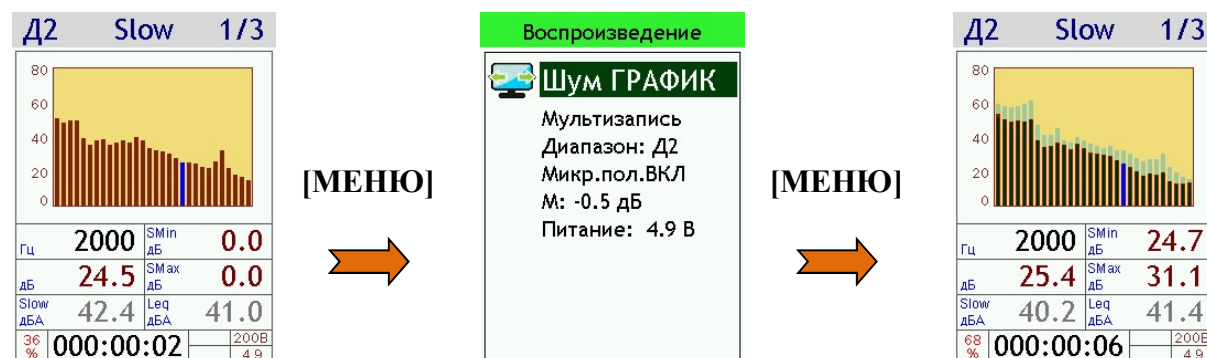 Д2 Slow 1/3
80
60
40
20
0
Гц 2000 SMin дБ 0.0
дБ 24.5 SMax дБ 0.0
Slow дБА 42.4 Leq дБА 41.0
36 % 000:00:02 200В 4.9
[МЕНЮ]
Воспроизведение
Шум ГРАФИК
Мультизапись
Диапазон: Д2
Микр.пол.ВКЛ
М: -0.5 дБ
Питание: 4.9 В
[МЕНЮ]
Д2 Slow 1/3
80
60
40
20
0
Гц 2000 SMin дБ 24.7
дБ 25.4 SMax дБ 31.1
Slow дБА 40.2 Leq дБА 41.4
68 % 000:00:06 200В 4.9